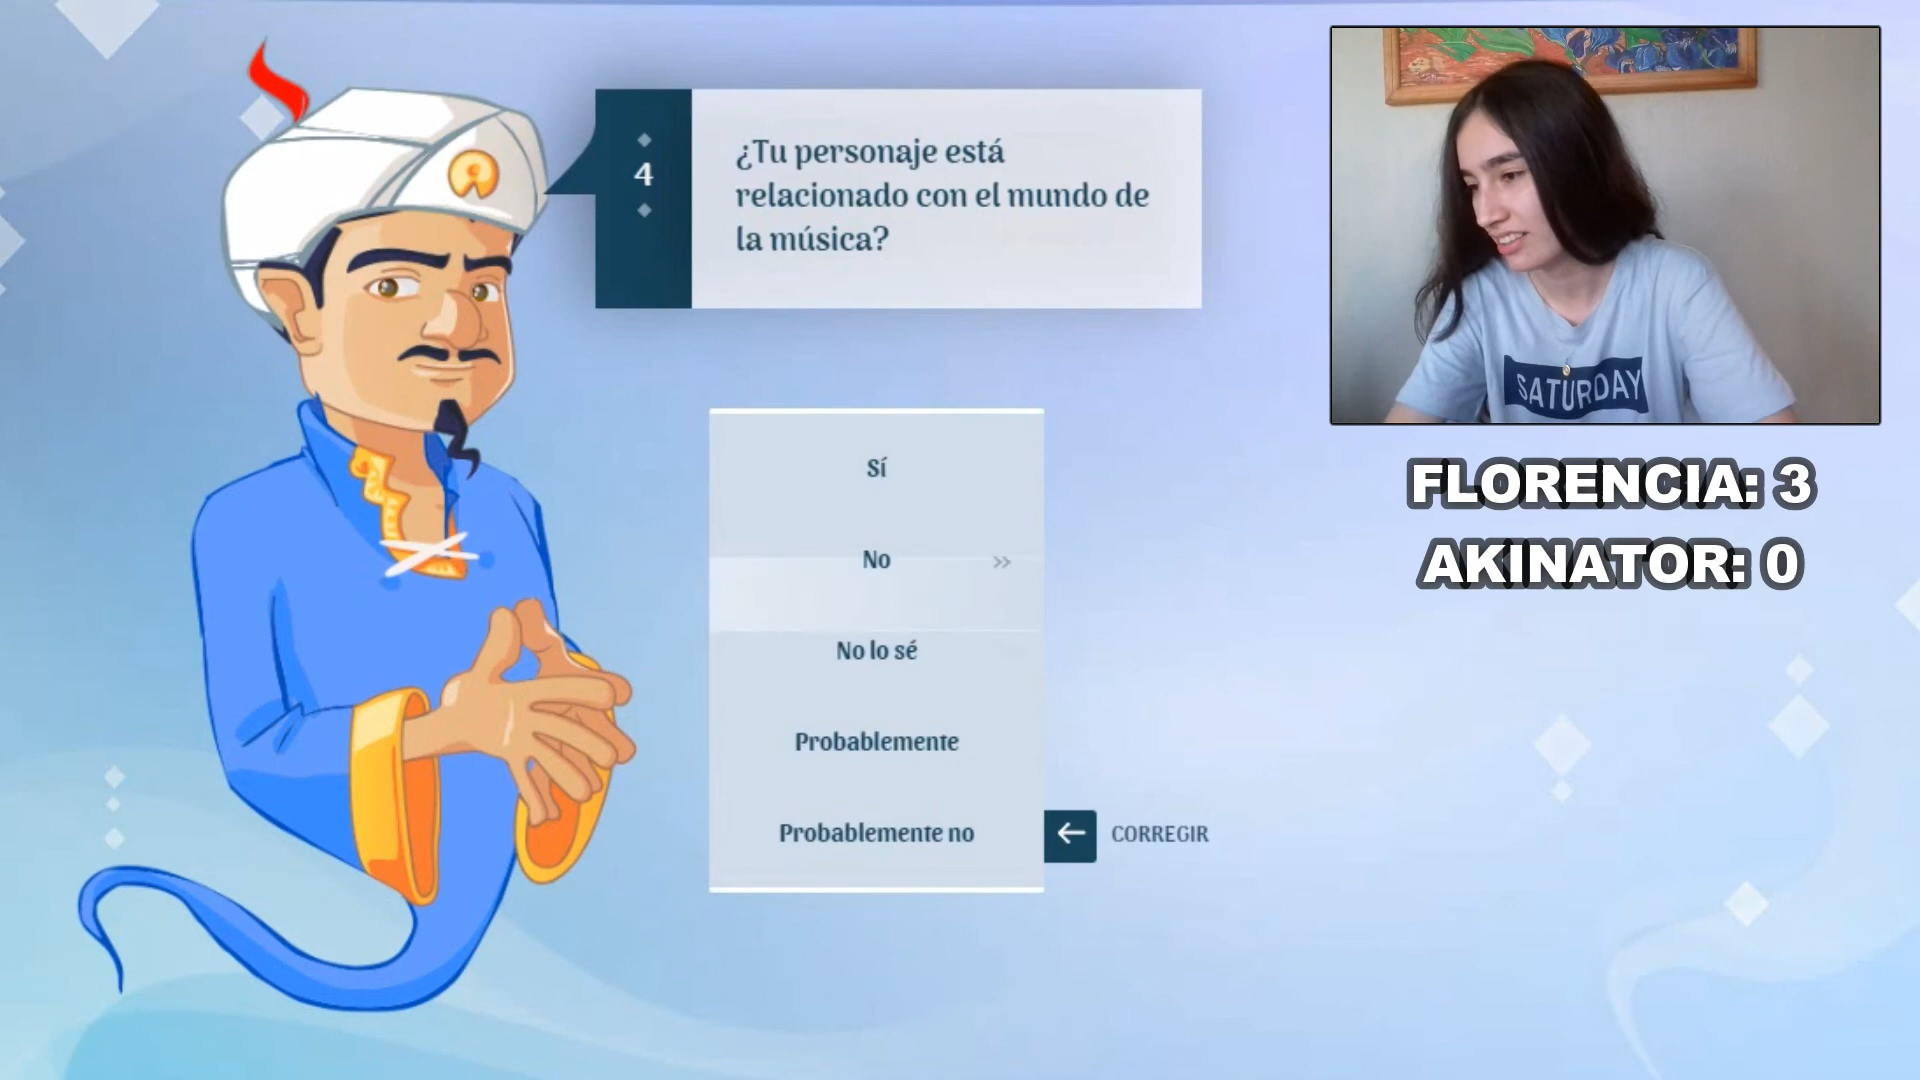 4
¿Tu personaje está
relacionado con el mundo de
la música?
Sí
No
No lo sé
Probablemente
Probablemente no
CORREGIR
SATURDAY
FLORENCIA: 3
AKINATOR: 0